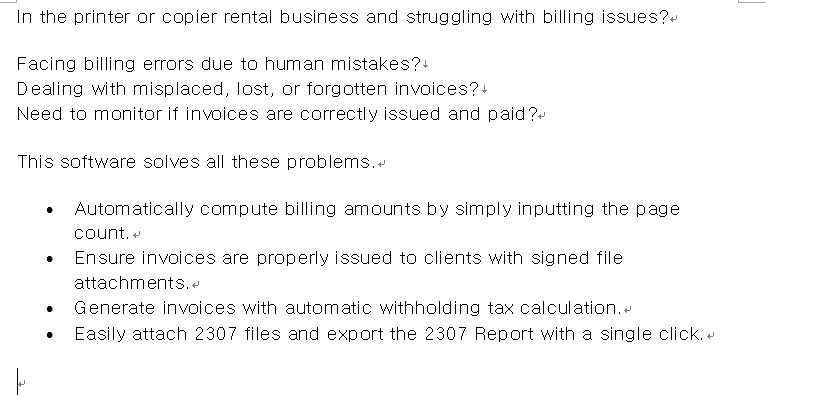 In the printer or copier rental business and struggling with billing issues?
Facing billing errors due to human mistakes?
Dealing with misplaced, lost, or forgotten invoices?
Need to monitor if invoices are correctly issued and paid?
This software solves all these problems.
• Automatically compute billing amounts by simply inputting the page
count.
• Ensure invoices are properly issued to clients with signed file
attachments.
• Generate invoices with automatic withholding tax calculation.
• Easily attach 2307 files and export the 2307 Report with a single click.